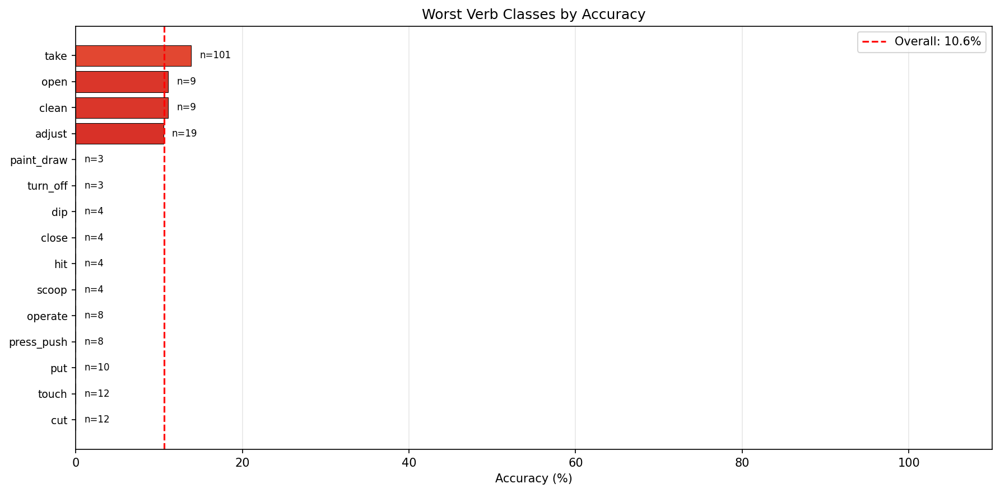 Worst Verb Classes by Accuracy
Overall: 10.6%
take n=101
open n=9
clean n=9
adjust n=19
paint_draw n=3
turn_off n=3
dip n=4
close n=4
hit n=4
scoop n=4
operate n=8
press_push n=8
put n=10
touch n=12
cut n=12
0 20 40 60 80 100
Accuracy (%)